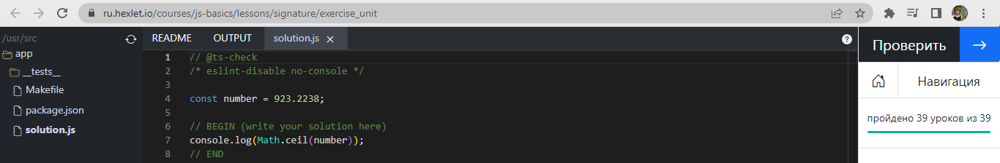 ru.hexlet.io/courses/js-basics/lessons/signature/exercise_unit
/usr/src
app
__tests__
Makefile
package.json
solution.js
README OUTPUT solution.js ×
?
1 // @ts-check
2 /* eslint-disable no-console */
3
4 const number = 923.2238;
5
6 // BEGIN (write your solution here)
7 console.log(Math.ceil(number));
8 // END
Проверить →
Навигация
пройдено 39 уроков из 39